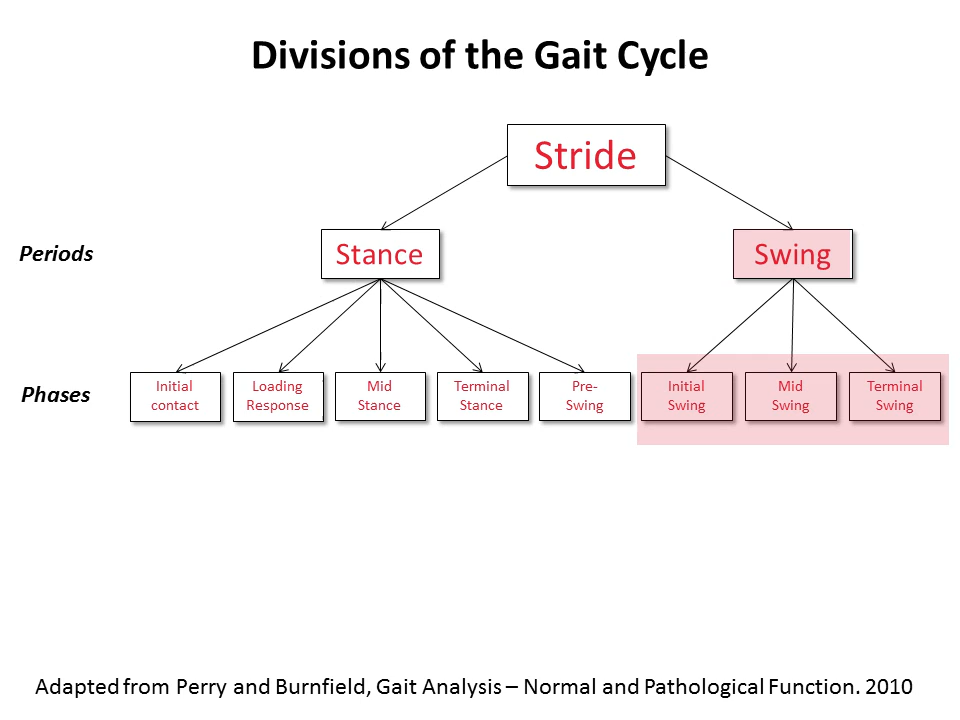 Divisions of the Gait Cycle
Stride
Periods
Stance
Swing
Phases
Initial
contact
Loading
Response
Mid
Stance
Terminal
Stance
Pre-
Swing
Initial
Swing
Mid
Swing
Terminal
Swing
Adapted from Perry and Burnfield, Gait Analysis – Normal and Pathological Function. 2010